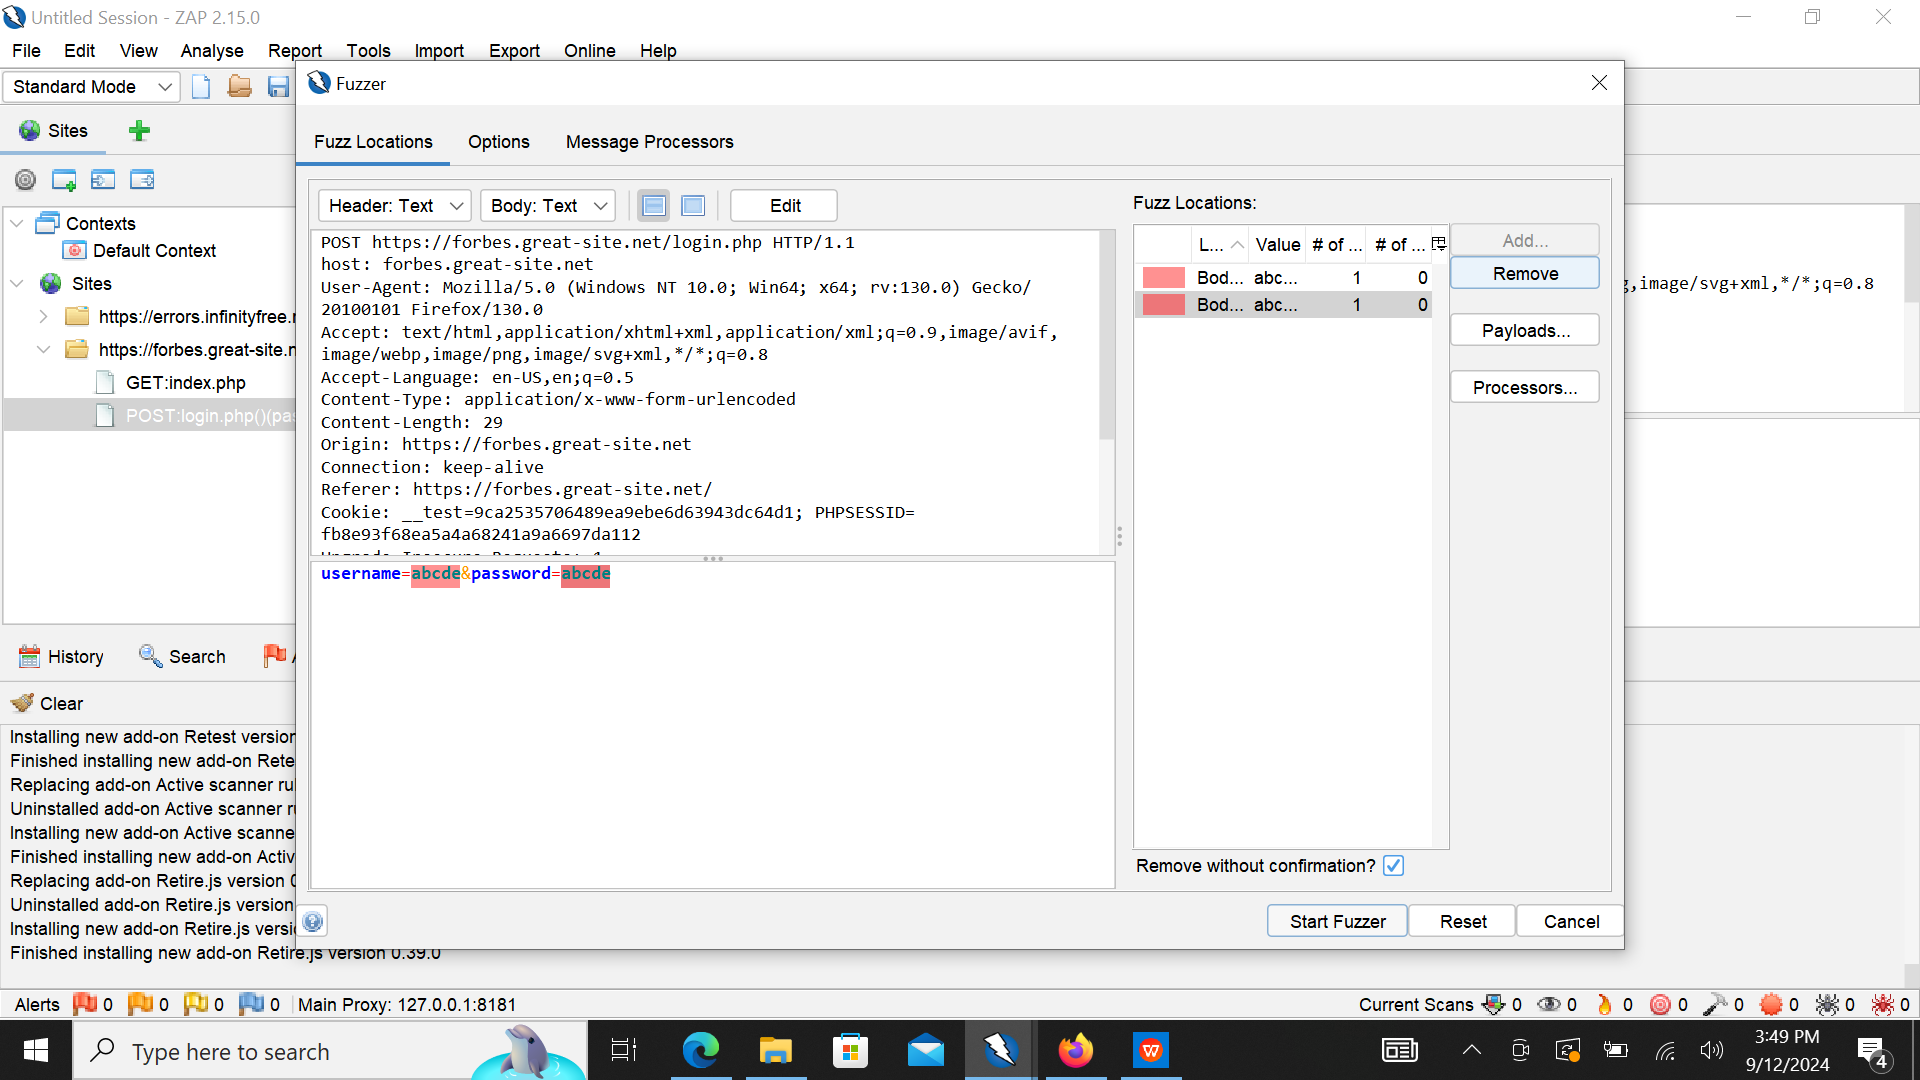 Untitled Session - ZAP 2.15.0
File Edit View Analyse Report Tools Import Export Online Help
Standard Mode
Fuzzer
Sites
Fuzz Locations Options Message Processors
Header: Text Body: Text Edit
Fuzz Locations:
L... Value # of ... # of ...
Add...
Bod... abc... 1 0
Remove
Bod... abc... 1 0
Payloads...
Processors...
Contexts
Default Context
Sites
https://errors.infinityfree.
https://forbes.great-site.
GET:index.php
POST:login.php()(pas
POST https://forbes.great-site.net/login.php HTTP/1.1
host: forbes.great-site.net
User-Agent: Mozilla/5.0 (Windows NT 10.0; Win64; x64; rv:130.0) Gecko/
20100101 Firefox/130.0
Accept: text/html,application/xhtml+xml,application/xml;q=0.9,image/avif,
image/webp,image/png,image/svg+xml,*/*;q=0.8
Accept-Language: en-US,en;q=0.5
Content-Type: application/x-www-form-urlencoded
Content-Length: 29
Origin: https://forbes.great-site.net
Connection: keep-alive
Referer: https://forbes.great-site.net/
Cookie: __test=9ca2535706489ea9ebe6d63943dc64d1; PHPSESSID=
fb8e93f68ea5a4a68241a9a6697da112
Upgrade-Insecure-Requests: 1
,image/svg+xml,*/*;q=0.8
username=abcde&password=abcde
Remove without confirmation?
Start Fuzzer Reset Cancel
History Search
Clear
Installing new add-on Retest version
Finished installing new add-on Rete
Replacing add-on Active scanner rul
Uninstalled add-on Active scanner ru
Installing new add-on Active scanne
Finished installing new add-on Activ
Replacing add-on Retire.js version 0
Uninstalled add-on Retire.js version
Installing new add-on Retire.js versi
Finished installing new add-on Retire.js version 0.39.0
Alerts 0 0 0 0 Main Proxy: 127.0.0.1:8181
Current Scans 0 0 0 0 0 0 0 0
Type here to search
W
3:49 PM
9/12/2024
4